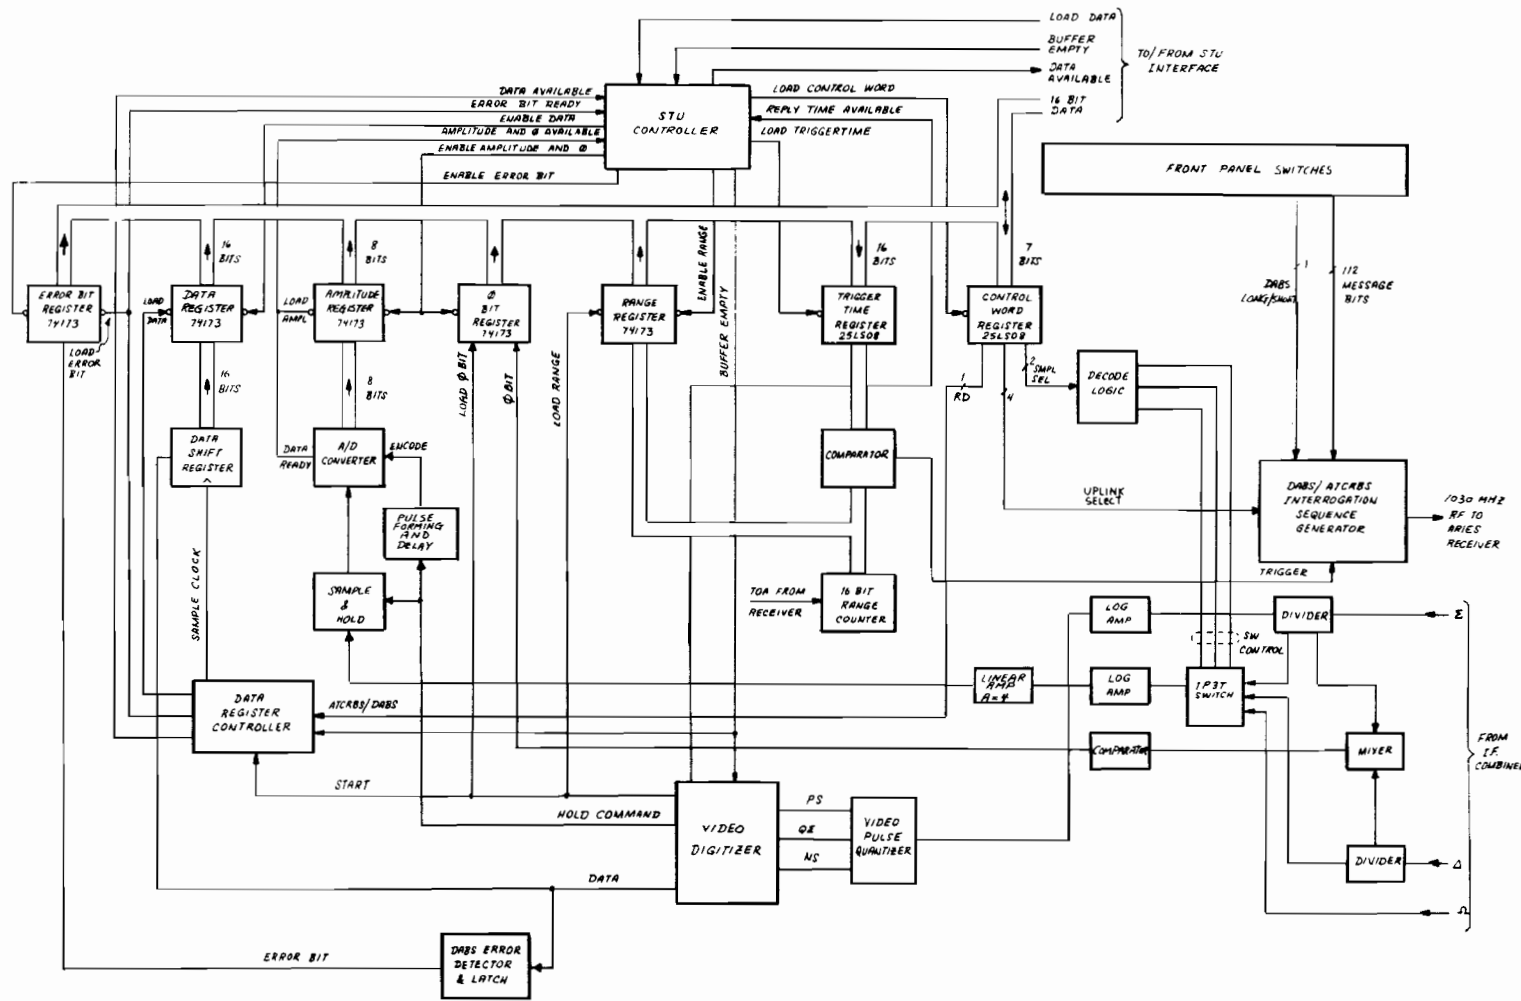 LOAD DATA
BUFFER
EMPTY
DATA
AVAILABLE
16 BIT
DATA
TO/FROM STU
INTERFACE
DATA AVAILABLE
ERROR BIT READY
ENABLE DATA
AMPLITUDE AND Ø AVAILABLE
ENABLE AMPLITUDE AND Ø
ENABLE ERROR BIT
STU
CONTROLLER
LOAD CONTROL WORD
REPLY TIME AVAILABLE
LOAD TRIGGERTIME
FRONT PANEL SWITCHES
16
BITS
8
BITS
ENABLE RANGE
BUFFER EMPTY
16
BITS
7
BITS
DABS
LONG/SHORT
1
112
MESSAGE
BITS
ERROR BIT
REGISTER
74173
LOAD
ERROR
BIT
LOAD
DATA
DATA
REGISTER
74173
LOAD
AMPL
AMPLITUDE
REGISTER
74173
Ø
BIT
REGISTER
74173
RANGE
REGISTER
74173
TRIGGER
TIME
REGISTER
25LS08
CONTROL
WORD
REGISTER
25LS08
16
BITS
8
BITS
LOAD Ø BIT
Ø BIT
LOAD RANGE
1
RD
4
2
SMPL
SEL
DECODE
LOGIC
DATA
SHIFT
REGISTER
DATA
READY
A/D
CONVERTER
ENCODE
COMPARATOR
UPLINK
SELECT
DABS/ATCRBS
INTERROGATION
SEQUENCE
GENERATOR
1030 MHZ
RF TO
ARIES
RECEIVER
PULSE
FORMING
AND
DELAY
SAMPLE CLOCK
SAMPLE
&
HOLD
TOA FROM
RECEIVER
16 BIT
RANGE
COUNTER
TRIGGER
LOG
AMP
DIVIDER
Σ
SW
CONTROL
LINEAR
AMP
A=4
LOG
AMP
1P3T
SWITCH
DATA
REGISTER
CONTROLLER
ATCRBS/DABS
COMPARATOR
MIXER
FROM
I.F.
COMBINER
START
HOLD COMMAND
VIDEO
DIGITIZER
PS
QΣ
NS
VIDEO
PULSE
QUANTIZER
DIVIDER
Δ
Ω
DATA
ERROR BIT
DABS ERROR
DETECTOR
& LATCH